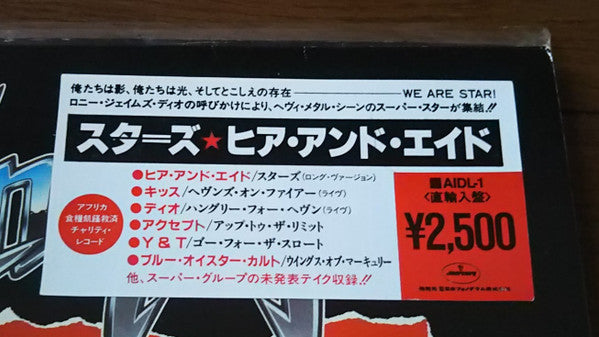 俺たちは影、俺たちは光、そしてとこしえの存在 ―― WE ARE STAR!
ロニー・ジェイムズ・ディオの呼びかけにより、ヘヴィ・メタル・シーンのスーパー・スターが集結!!
スターズ★ヒア・アンド・エイド
アフリカ
食糧飢饉救済
チャリティ・
レコード
●ヒア・アンド・エイド/スターズ(ロング・ヴァージョン)
●キッス/ヘヴンズ・オン・ファイアー(ライヴ)
●ディオ/ハングリー・フォー・ヘヴン(ライヴ)
●アクセプト/アップ・トゥ・ザ・リミット
●Y&T/ゴー・フォー・ザ・スロート
●ブルー・オイスター・カルト/ウイングス・オブ・マーキュリー
他、スーパー・グループの未発表テイク収録!!
AIDL-1
〈直輸入盤〉
¥2,500